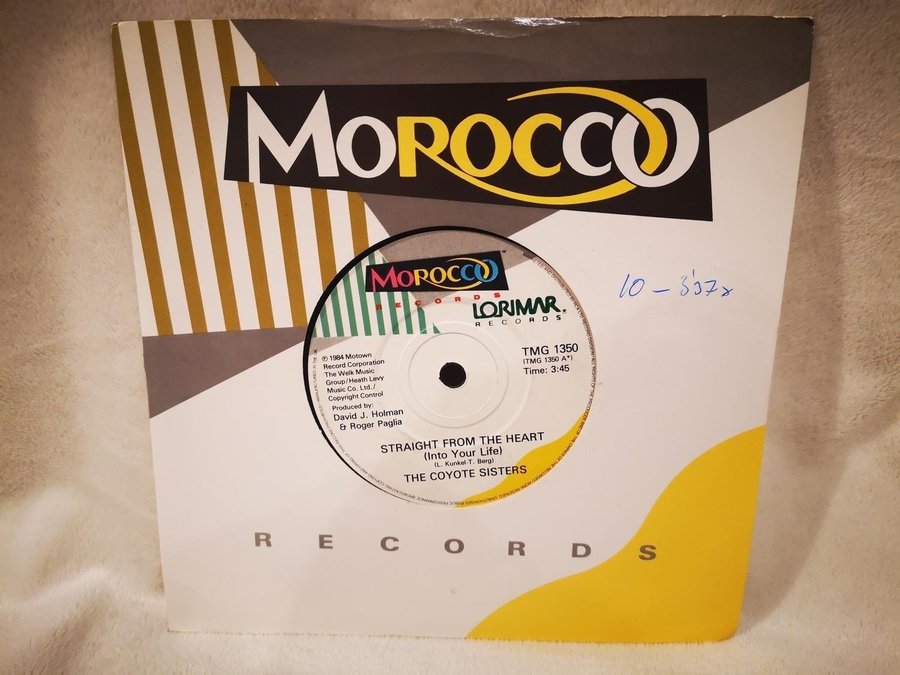 MOROCCO
10 -
MOROCCO
RECORDS
LORIMAR
RECORDS
℗ 1984 Motown
Record Corporation
The Welk Music
Group/Heath Levy
Music Co. Ltd./
Copyright Control
Produced by:
David J. Holman
& Roger Paglia
TMG 1350
(TMG 1350 A*)
Time: 3:45
STRAIGHT FROM THE HEART
(Into Your Life)
(L. Kunkel-T. Berg)
THE COYOTE SISTERS
RECORDS